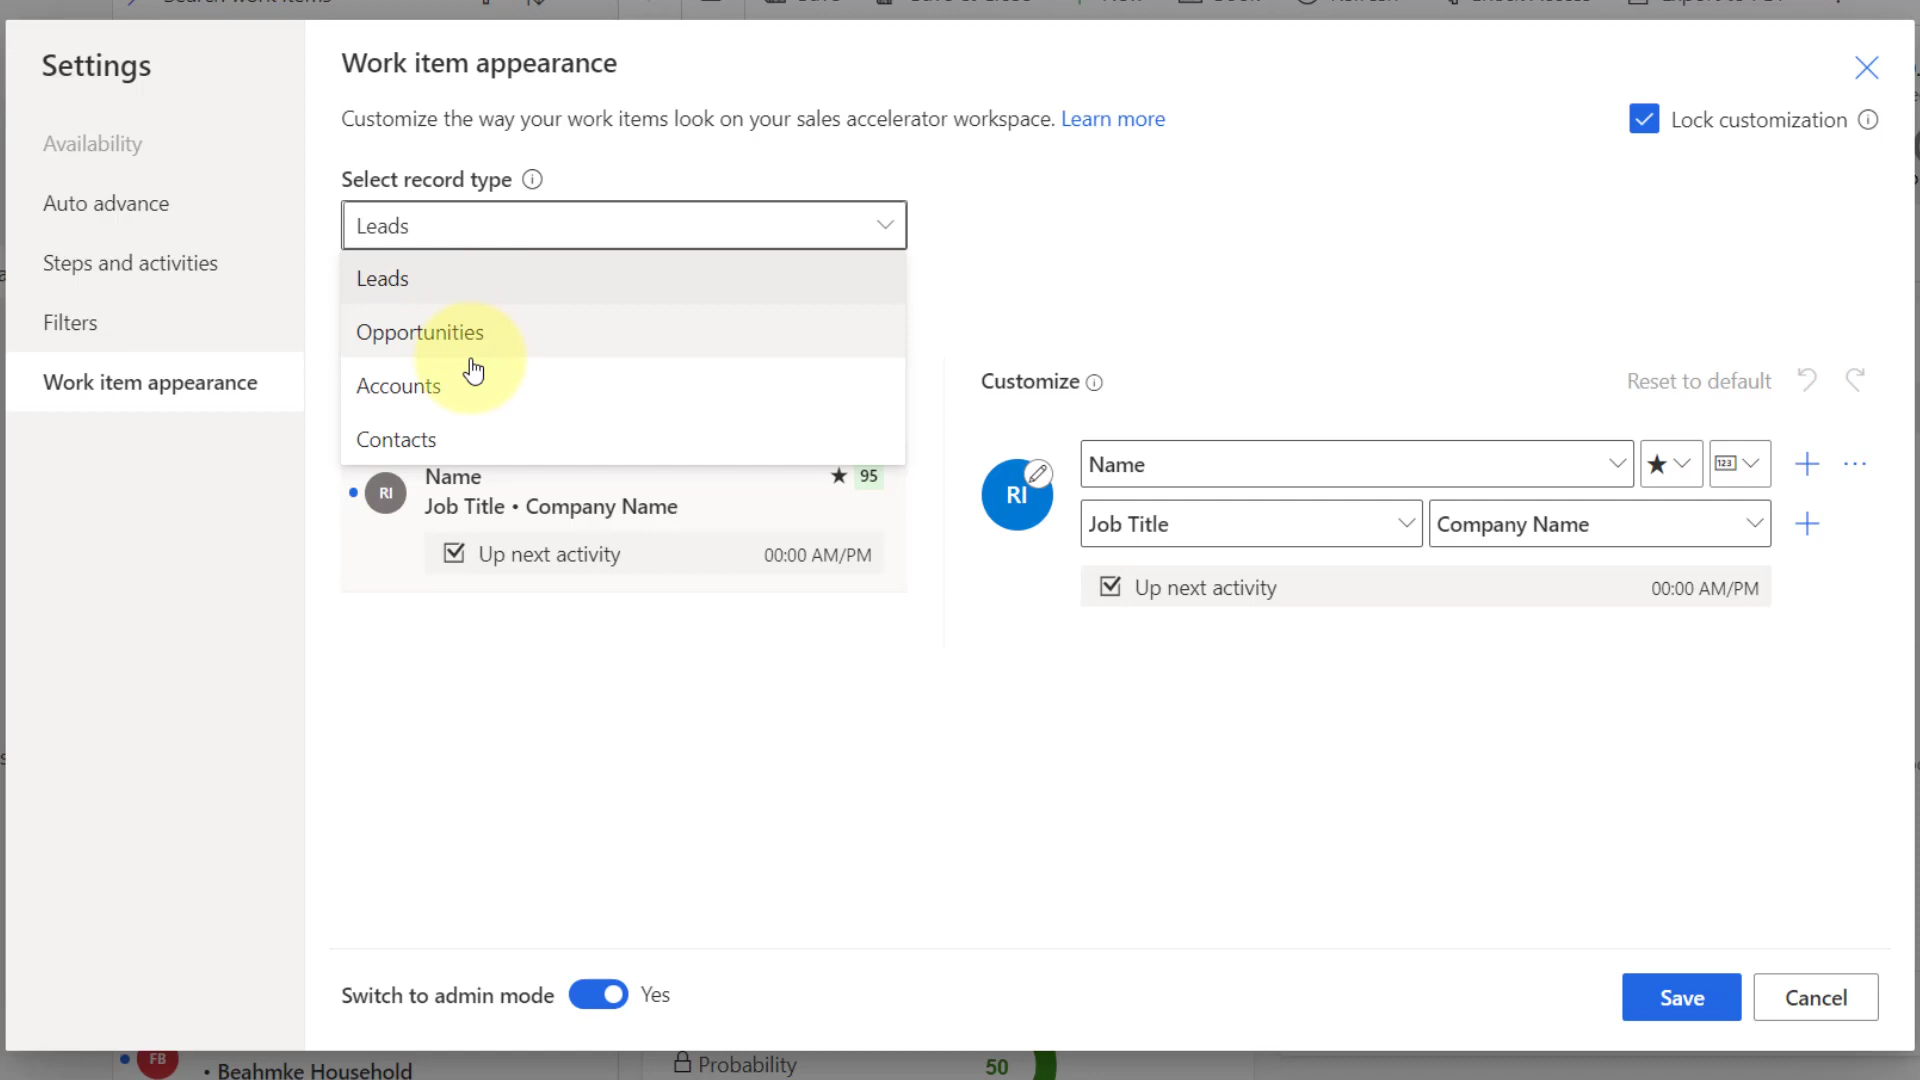 Settings
Availability
Auto advance
Steps and activities
Filters
Work item appearance
Work item appearance
Customize the way your work items look on your sales accelerator workspace. Learn more
Lock customization
Select record type
Leads
Leads
Opportunities
Accounts
Contacts
RI
Name
★ 95
Job Title • Company Name
Up next activity 00:00 AM/PM
Customize
Reset to default
RI
Name
123
Job Title
Company Name
Up next activity 00:00 AM/PM
Switch to admin mode Yes
Save
Cancel
FB
• Beahmke Household
Probability
50